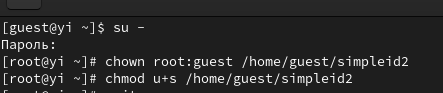 [guest@yi ~]$ su -
Пароль:
[root@yi ~]# chown root:guest /home/guest/simpleid2
[root@yi ~]# chmod u+s /home/guest/simpleid2